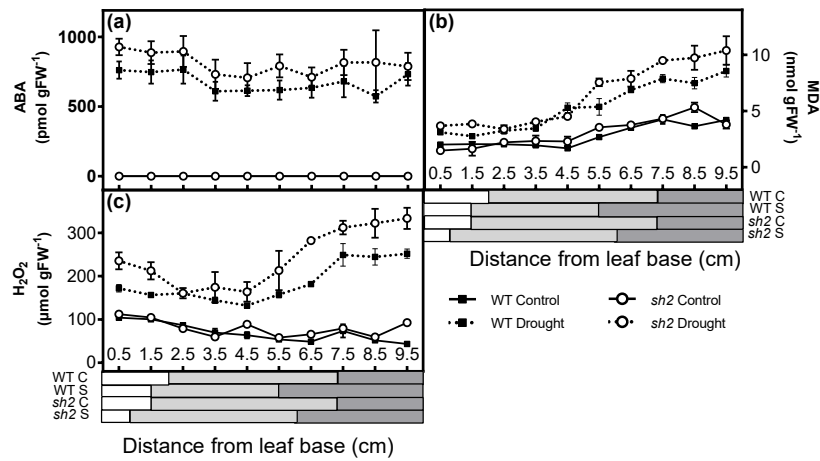 (a)
1000
500
0
ABA
(pmol gFW⁻¹)
(b)
10
5
0
MDA
(nmol gFW⁻¹)
0.5 1.5 2.5 3.5 4.5 5.5 6.5 7.5 8.5 9.5
WT C
WT S
sh2 C
sh2 S
Distance from leaf base (cm)
WT Control
sh2 Control
WT Drought
sh2 Drought
(c)
300
200
100
0
H₂O₂
(µmol gFW⁻¹)
0.5 1.5 2.5 3.5 4.5 5.5 6.5 7.5 8.5 9.5
WT C
WT S
sh2 C
sh2 S
Distance from leaf base (cm)